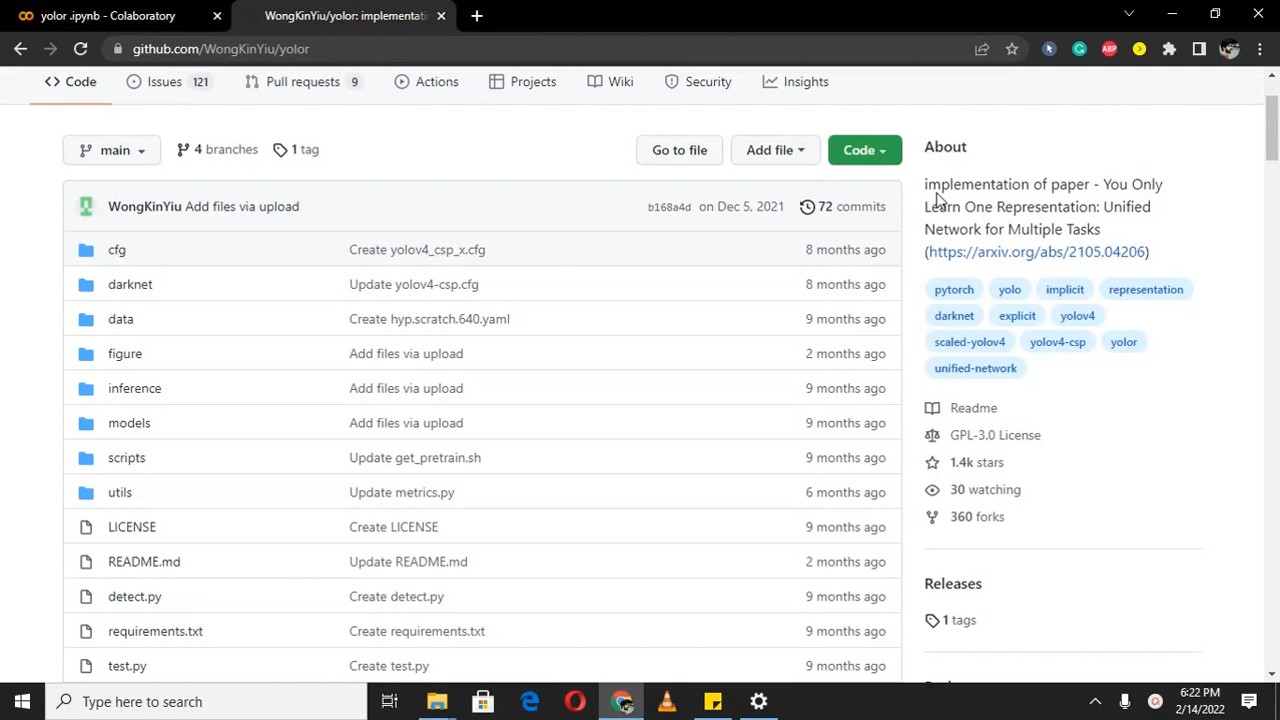 yolor .ipynb - Colaboratory
WongKinYiu/yolor: implementati
github.com/WongKinYiu/yolor
ABP
Code
Issues 121
Pull requests 9
Actions
Projects
Wiki
Security
Insights
main
4 branches
1 tag
Go to file
Add file
Code
About
implementation of paper - You Only
Learn One Representation: Unified
Network for Multiple Tasks
(https://arxiv.org/abs/2105.04206)
WongKinYiu Add files via upload b168a4d on Dec 5, 2021 72 commits
cfg Create yolov4_csp_x.cfg 8 months ago
darknet Update yolov4-csp.cfg 8 months ago
data Create hyp.scratch.640.yaml 9 months ago
figure Add files via upload 2 months ago
inference Add files via upload 9 months ago
models Add files via upload 9 months ago
scripts Update get_pretrain.sh 9 months ago
utils Update metrics.py 6 months ago
LICENSE Create LICENSE 9 months ago
README.md Update README.md 2 months ago
detect.py Create detect.py 9 months ago
requirements.txt Create requirements.txt 9 months ago
test.py Create test.py 9 months ago
pytorch yolo implicit representation
darknet explicit yolov4
scaled-yolov4 yolov4-csp yolor
unified-network
Readme
GPL-3.0 License
1.4k stars
30 watching
360 forks
Releases
1 tags
Type here to search
6:22 PM
2/14/2022